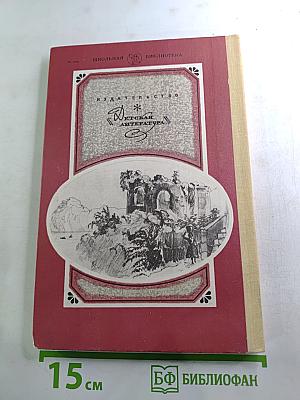 ШКОЛЬНАЯ БИБЛИОТЕКА
ИЗДАТЕЛЬСТВО
"Детская
литература"
15 см
БФ БИБЛИОФАН